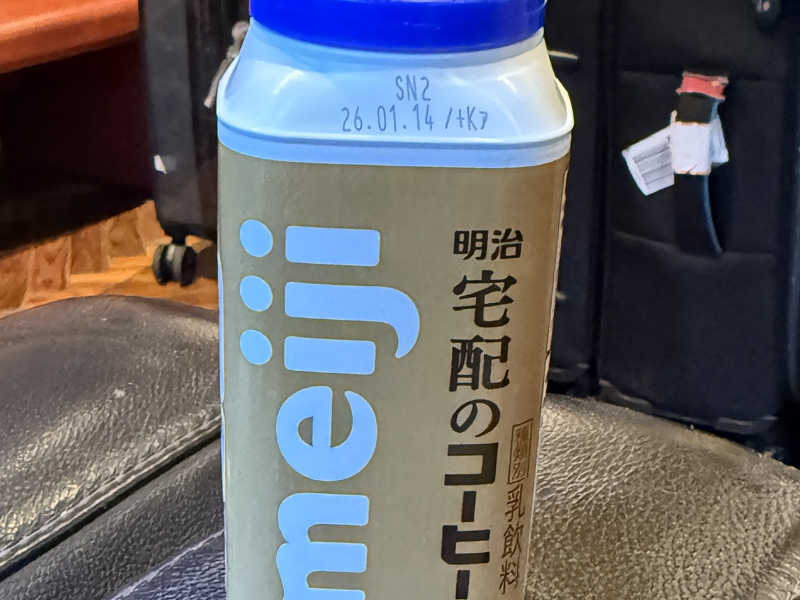 SN2
26.01.14 /+K7
meiji
明治
宅配のコーヒー
種類別
乳飲料